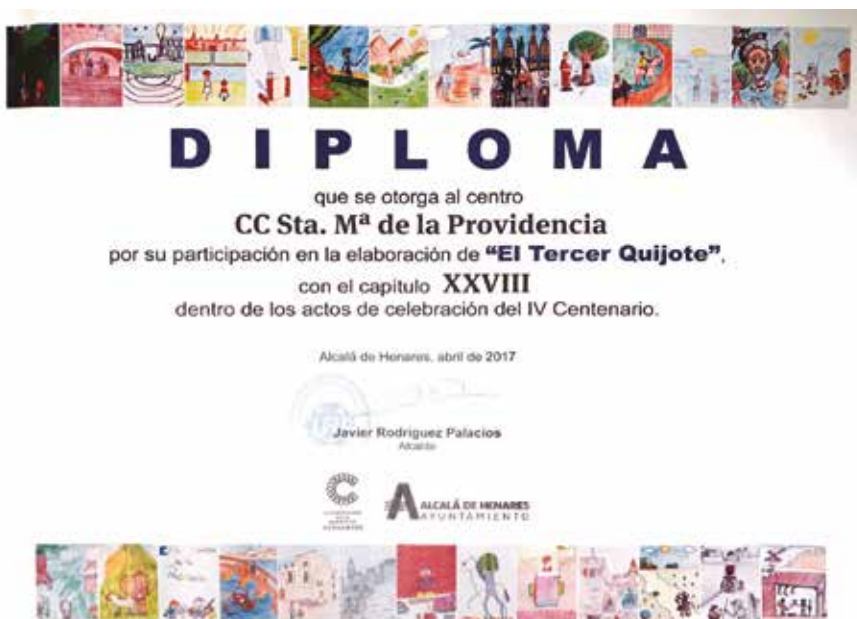 DIPLOMA
que se otorga al centro
CC Sta. Mª de la Providencia
por su participación en la elaboración de “El Tercer Quijote”,
con el capitulo XXVIII
dentro de los actos de celebración del IV Centenario.
Alcalá de Henares, abril de 2017
Javier Rodríguez Palacios
Alcalde
ALCALÁ DE HENARES
AYUNTAMIENTO